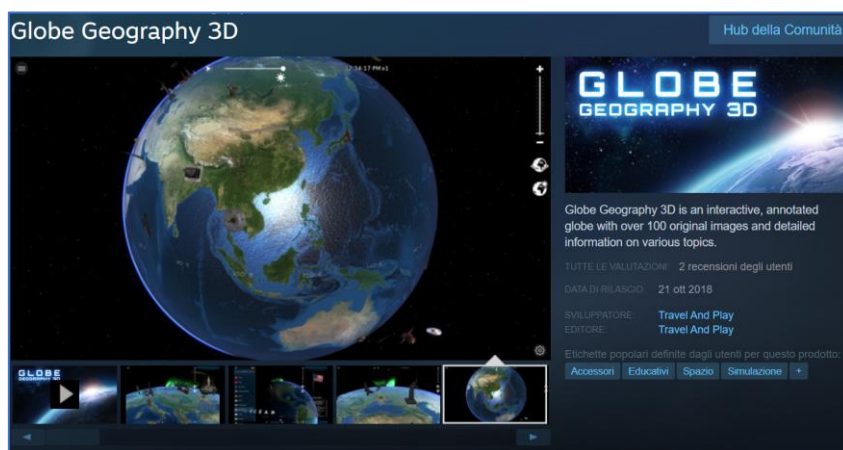 Globe Geography 3D
Hub della Comunità
GLOBE
GEOGRAPHY 3D
Globe Geography 3D is an interactive, annotated
globe with over 100 original images and detailed
information on various topics.
TUTTE LE VALUTAZIONI: 2 recensioni degli utenti
DATA DI RILASCIO: 21 ott 2018
SVILUPPATORE: Travel And Play
EDITORE: Travel And Play
Etichette popolari definite dagli utenti per questo prodotto:
Accessori Educativi Spazio Simulazione +
GLOBE
GEOGRAPHY 3D